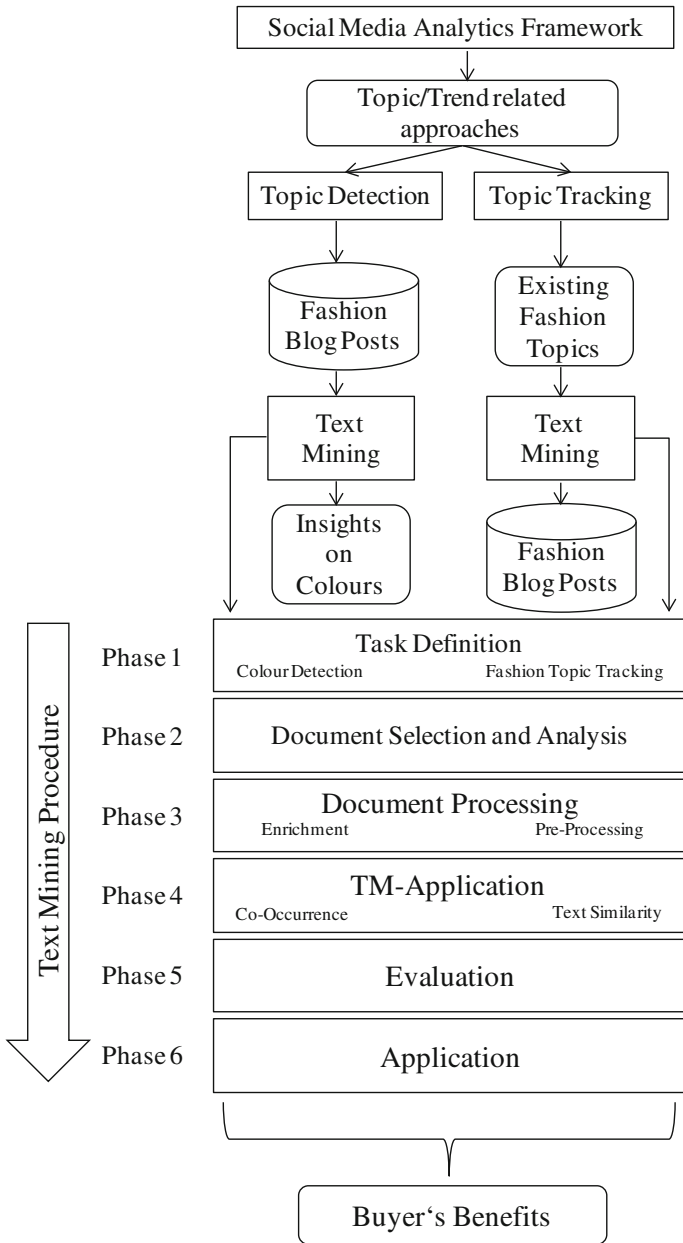 Social Media Analytics Framework
Topic/Trend related
approaches
Topic Detection
Topic Tracking
Fashion
Blog Posts
Existing
Fashion
Topics
Text
Mining
Text
Mining
Insights
on
Colours
Fashion
Blog Posts
Text Mining Procedure
Phase 1
Task Definition
Colour Detection
Fashion Topic Tracking
Phase 2
Document Selection and Analysis
Phase 3
Document Processing
Enrichment
Pre-Processing
Phase 4
TM-Application
Co-Occurrence
Text Similarity
Phase 5
Evaluation
Phase 6
Application
Buyer‘s Benefits